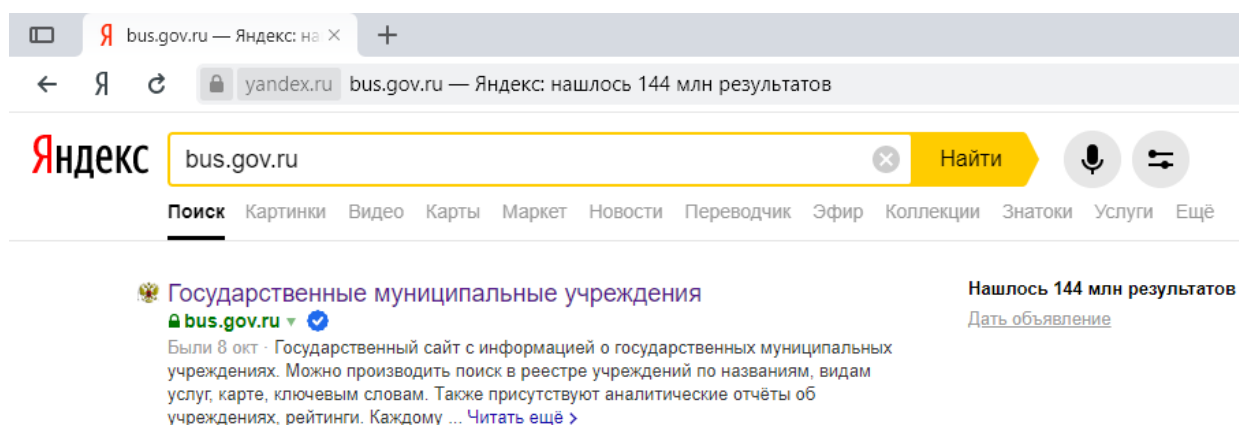 Я bus.gov.ru — Яндекс: на
Я yandex.ru bus.gov.ru — Яндекс: нашлось 144 млн результатов
Яндекс bus.gov.ru Найти
Поиск Картинки Видео Карты Маркет Новости Переводчик Эфир Коллекции Знатоки Услуги Ещё
Государственные муниципальные учреждения
bus.gov.ru
Были 8 окт · Государственный сайт с информацией о государственных муниципальных
учреждениях. Можно производить поиск в реестре учреждений по названиям, видам
услуг, карте, ключевым словам. Также присутствуют аналитические отчёты об
учреждениях, рейтинги. Каждому ... Читать ещё >
Нашлось 144 млн результатов
Дать объявление